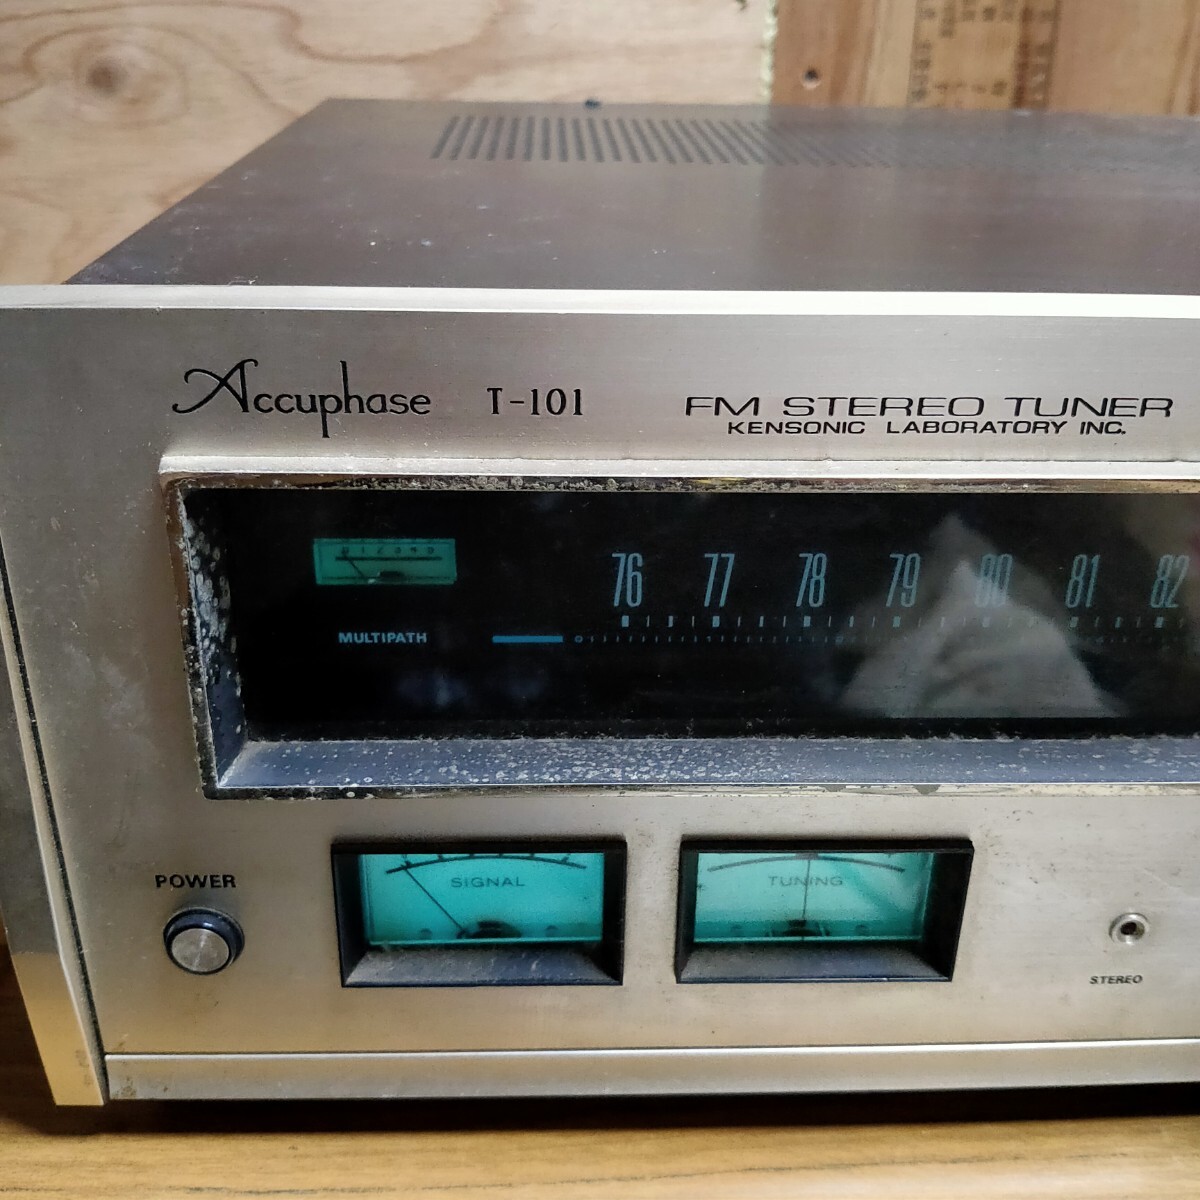 Accuphase T-101 FM STEREO TUNER
KENSONIC LABORATORY INC.
76 77 78 79 80 81 82
MULTIPATH
POWER
SIGNAL
TUNING
STEREO